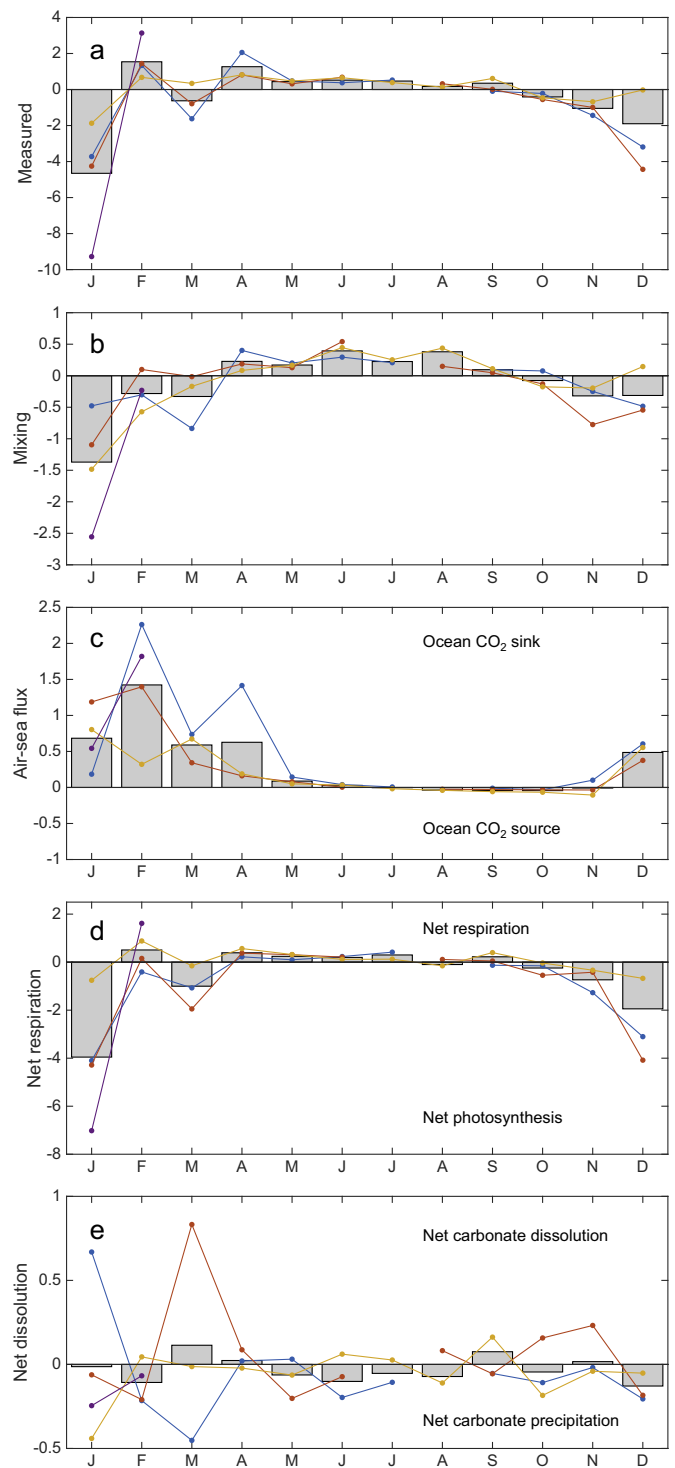 a
4
2
0
-2
-4
-6
-8
-10
Measured
J F M A M J J A S O N D
b
1
0.5
0
-0.5
-1
-1.5
-2
-2.5
-3
Mixing
J F M A M J J A S O N D
c
2.5
2
1.5
1
0.5
0
-0.5
-1
Air-sea flux
Ocean CO2 sink
Ocean CO2 source
J F M A M J J A S O N D
d
2
0
-2
-4
-6
-8
Net respiration
Net respiration
Net photosynthesis
J F M A M J J A S O N D
e
1
0.5
0
-0.5
Net dissolution
Net carbonate dissolution
Net carbonate precipitation
J F M A M J J A S O N D